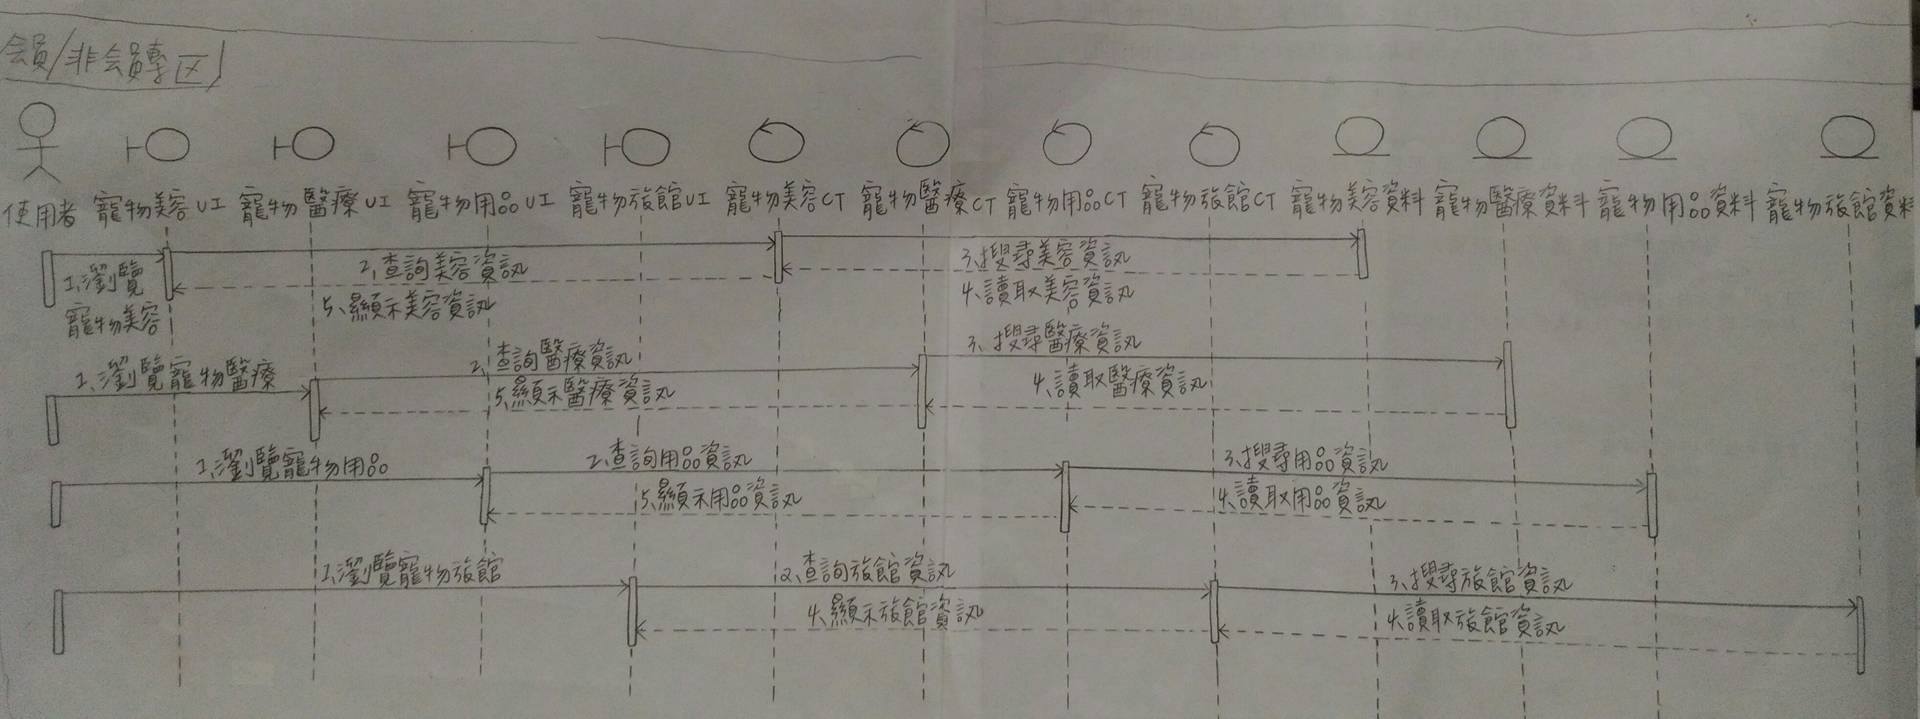 会員/非会員專区
使用者 寵物美容UI 寵物醫療UI 寵物用品UI 寵物旅館UI 寵物美容CT 寵物醫療CT 寵物用品CT 寵物旅館CT 寵物美容資料 寵物醫療資料 寵物用品資料 寵物旅館資料
1.瀏覽
寵物美容
2.查詢美容資訊
3.搜尋美容資訊
4.讀取美容資訊
5.顯示美容資訊
1.瀏覽寵物醫療
2.查詢醫療資訊
3.搜尋醫療資訊
4.讀取醫療資訊
5.顯示醫療資訊
1.瀏覽寵物用品
2.查詢用品資訊
3.搜尋用品資訊
4.讀取用品資訊
5.顯示用品資訊
1.瀏覽寵物旅館
2.查詢旅館資訊
3.搜尋旅館資訊
4.讀取旅館資訊
4.顯示旅館資訊